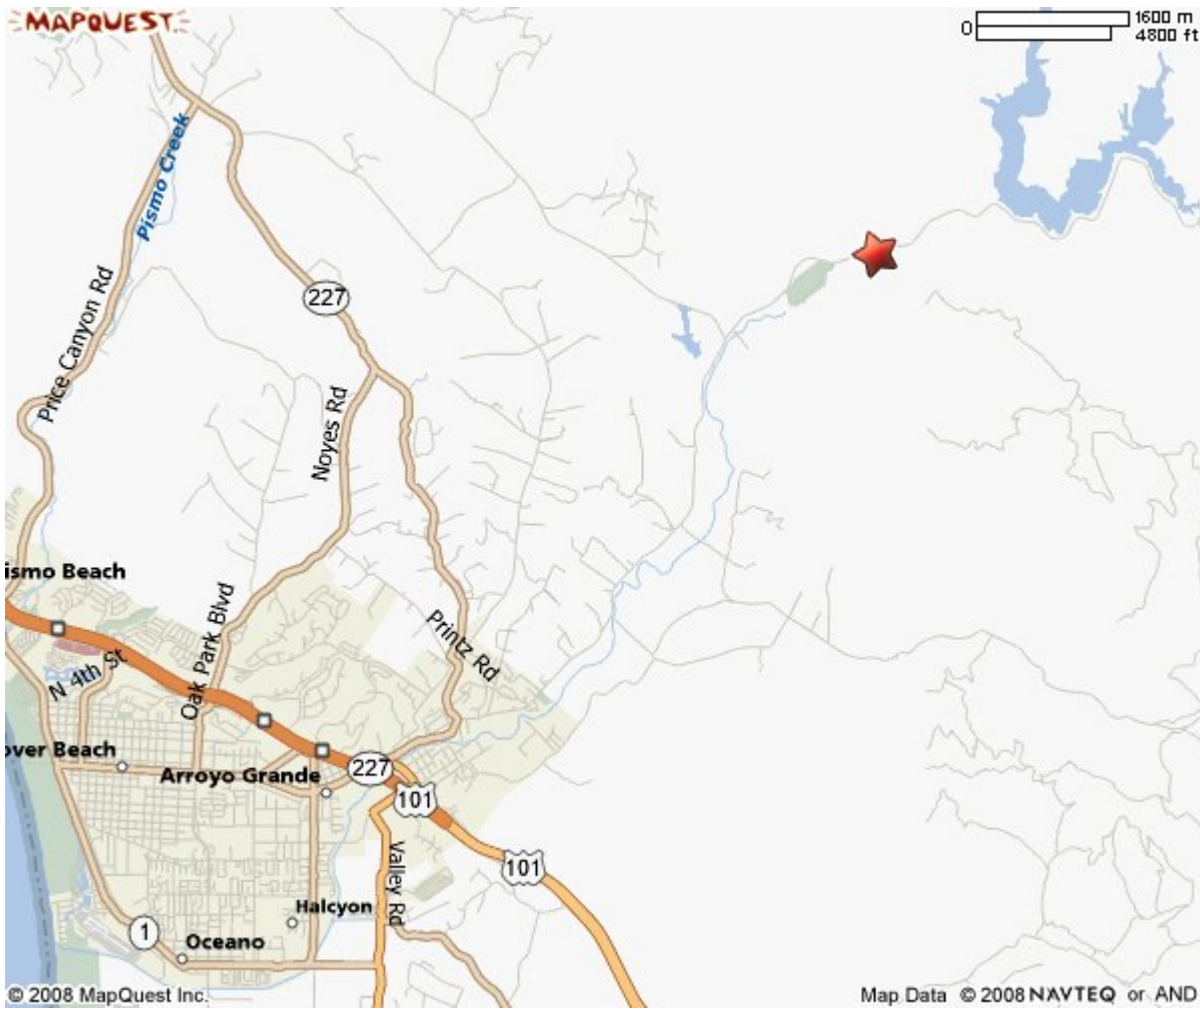 MAPQUEST.
0
1600 m
4800 ft
Pismo Creek
Price Canyon Rd
227
Noyes Rd
ismo Beach
Oak Park Blvd
Printz Rd
N 4th St
over Beach
Arroyo Grande
227
101
101
Valley Rd
Halcyon
1
Oceano
© 2008 MapQuest Inc.
Map Data © 2008 NAVTEQ or AND